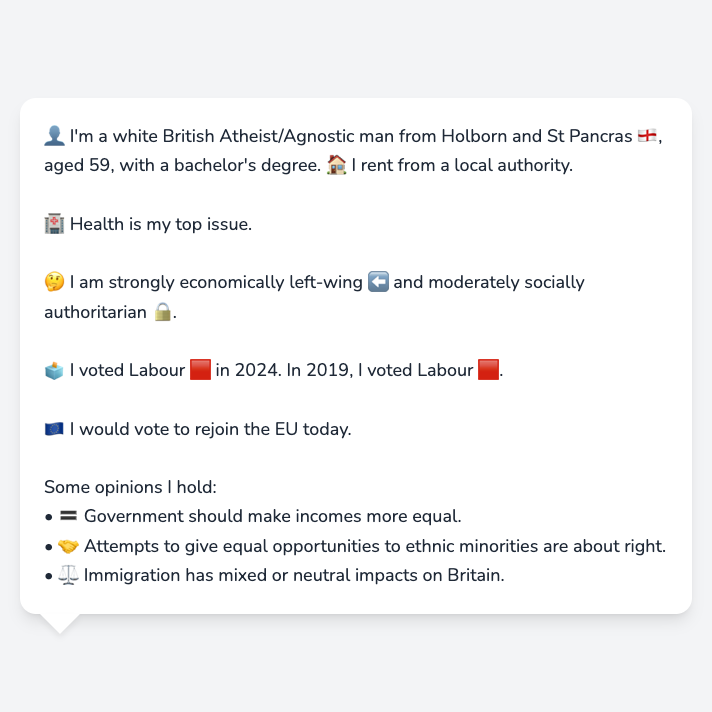 👤 I'm a white British Atheist/Agnostic man from Holborn and St Pancras 🏴󠁧󠁢󠁥󠁮󠁧󠁿,
aged 59, with a bachelor's degree. 🏠 I rent from a local authority.
🏥 Health is my top issue.
🤔 I am strongly economically left-wing ⬅️ and moderately socially
authoritarian 🔒.
🗳️ I voted Labour 🟥 in 2024. In 2019, I voted Labour 🟥.
🇪🇺 I would vote to rejoin the EU today.
Some opinions I hold:
• 🟰 Government should make incomes more equal.
• 🤝 Attempts to give equal opportunities to ethnic minorities are about right.
• ⚖️ Immigration has mixed or neutral impacts on Britain.